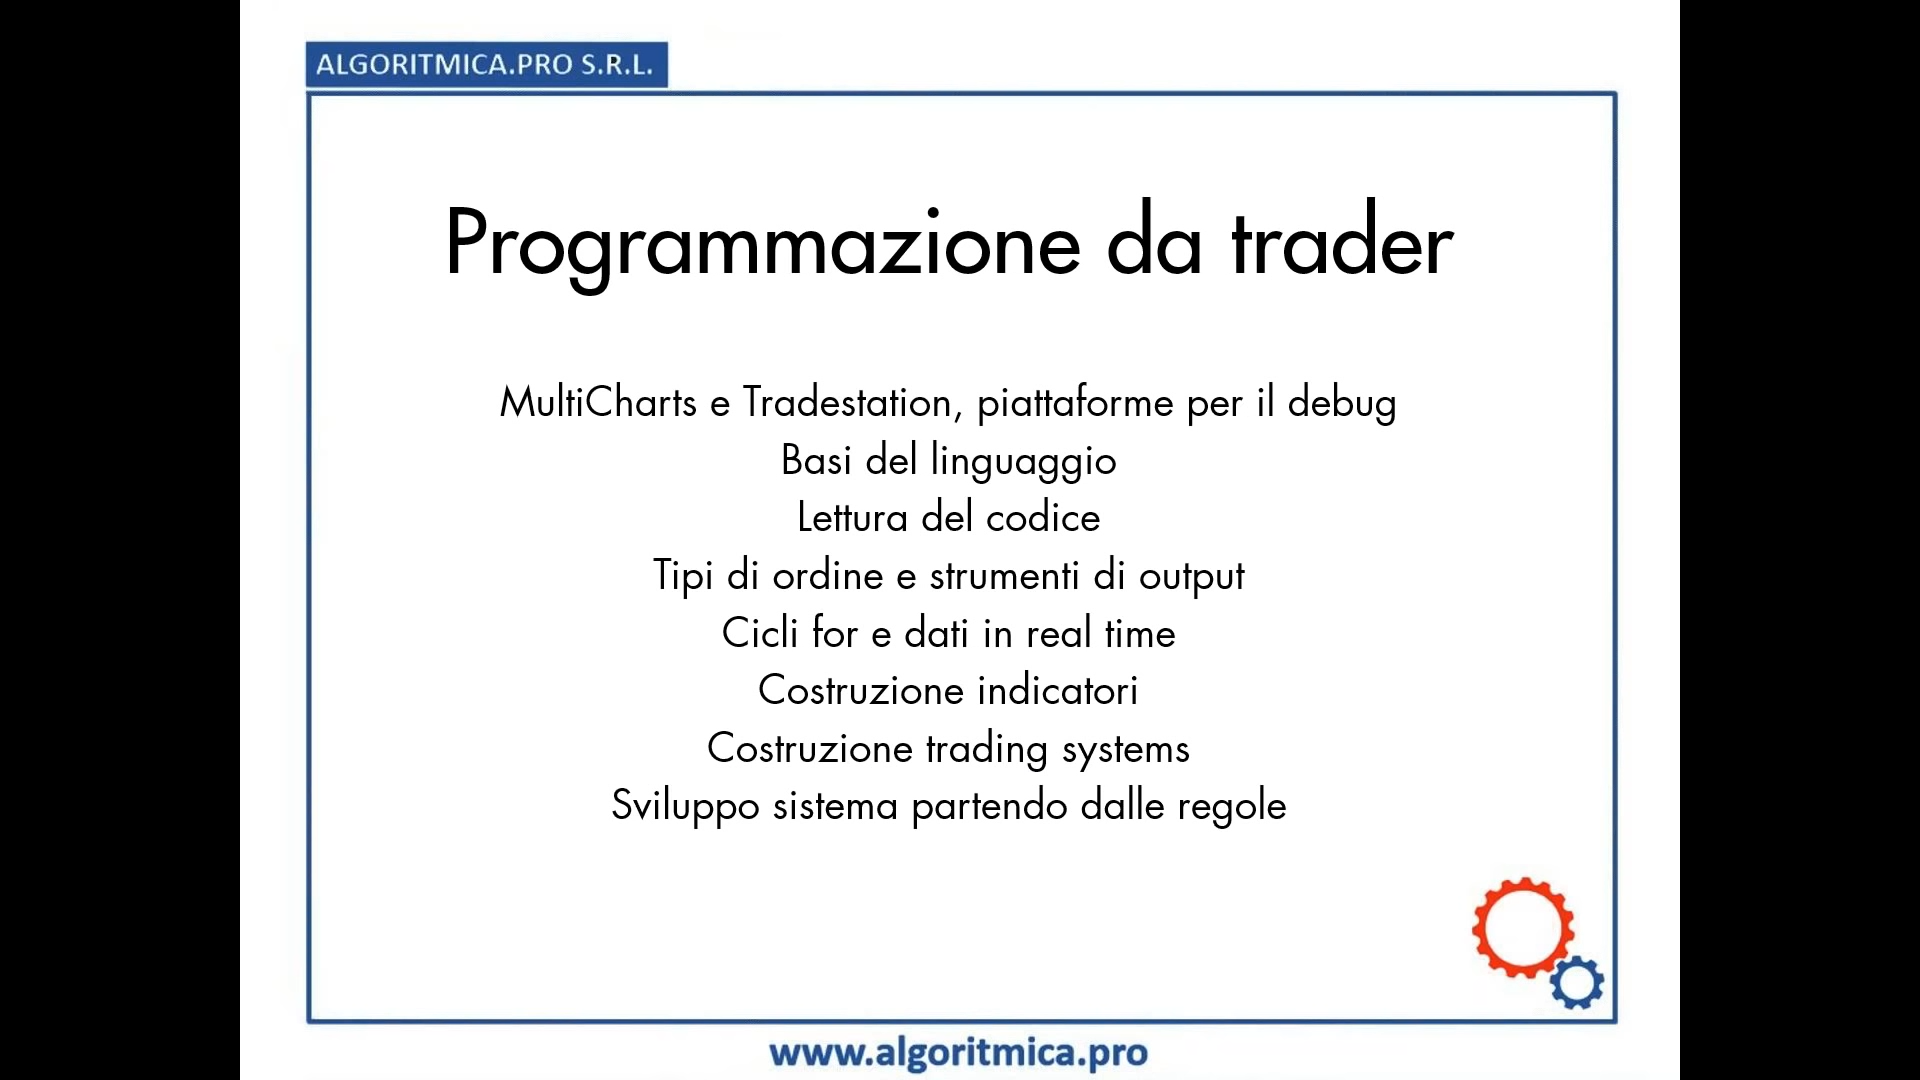 ALGORITMICA.PRO S.R.L.
Programmazione da trader
MultiCharts e Tradestation, piattaforme per il debug
Basi del linguaggio
Lettura del codice
Tipi di ordine e strumenti di output
Cicli for e dati in real time
Costruzione indicatori
Costruzione trading systems
Sviluppo sistema partendo dalle regole
www.algoritmica.pro